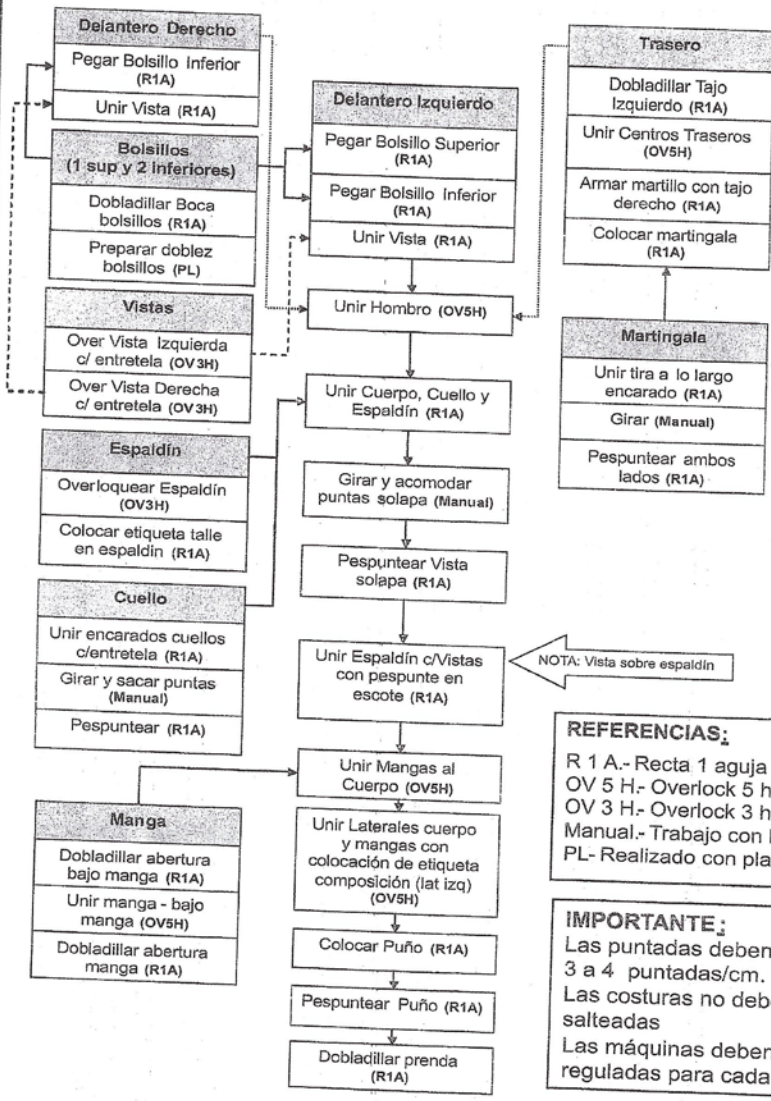 Delantero Derecho
Pegar Bolsillo Inferior
(R1A)
Unir Vista (R1A)
Bolsillos
(1 sup y 2 Inferiores)
Dobladillar Boca
bolsillos (R1A)
Preparar doblez
bolsillos (PL)
Vistas
Over Vista Izquierda
c/ entretela (OV3H)
Over Vista Derecha
c/ entretela (OV3H)
Espaldín
Overloquear Espaldín
(OV3H)
Colocar etiqueta talle
en espaldin (R1A)
Cuello
Unir encarados cuellos
c/entretela (R1A)
Girar y sacar puntas
(Manual)
Pespuntear (R1A)
Manga
Dobladillar abertura
bajo manga (R1A)
Unir manga - bajo
manga (OV5H)
Dobladillar abertura
manga (R1A)
Delantero Izquierdo
Pegar Bolsillo Superior
(R1A)
Pegar Bolsillo Inferior
(R1A)
Unir Vista (R1A)
Unir Hombro (OV5H)
Unir Cuerpo, Cuello y
Espaldín (R1A)
Girar y acomodar
puntas solapa (Manual)
Pespuntear Vista
solapa (R1A)
Unir Espaldín c/Vistas
con pespunte en
escote (R1A)
Unir Mangas al
Cuerpo (OV5H)
Unir Laterales cuerpo
y mangas con
colocación de etiqueta
composición (lat izq)
(OV5H)
Colocar Puño (R1A)
Pespuntear Puño (R1A)
Dobladillar prenda
(R1A)
Trasero
Dobladillar Tajo
Izquierdo (R1A)
Unir Centros Traseros
(OV5H)
Armar martillo con tajo
derecho (R1A)
Colocar martingala
(R1A)
Martingala
Unir tira a lo largo
encarado (R1A)
Girar (Manual)
Pespuntear ambos
lados (R1A)
NOTA: Vista sobre espaldín
REFERENCIAS:
R 1 A.- Recta 1 aguja
OV 5 H.- Overlock 5 h
OV 3 H.- Overlock 3 h
Manual.- Trabajo con
PL- Realizado con pla
IMPORTANTE:
Las puntadas deben
3 a 4 puntadas/cm.
Las costuras no debe
salteadas
Las máquinas deben
reguladas para cada